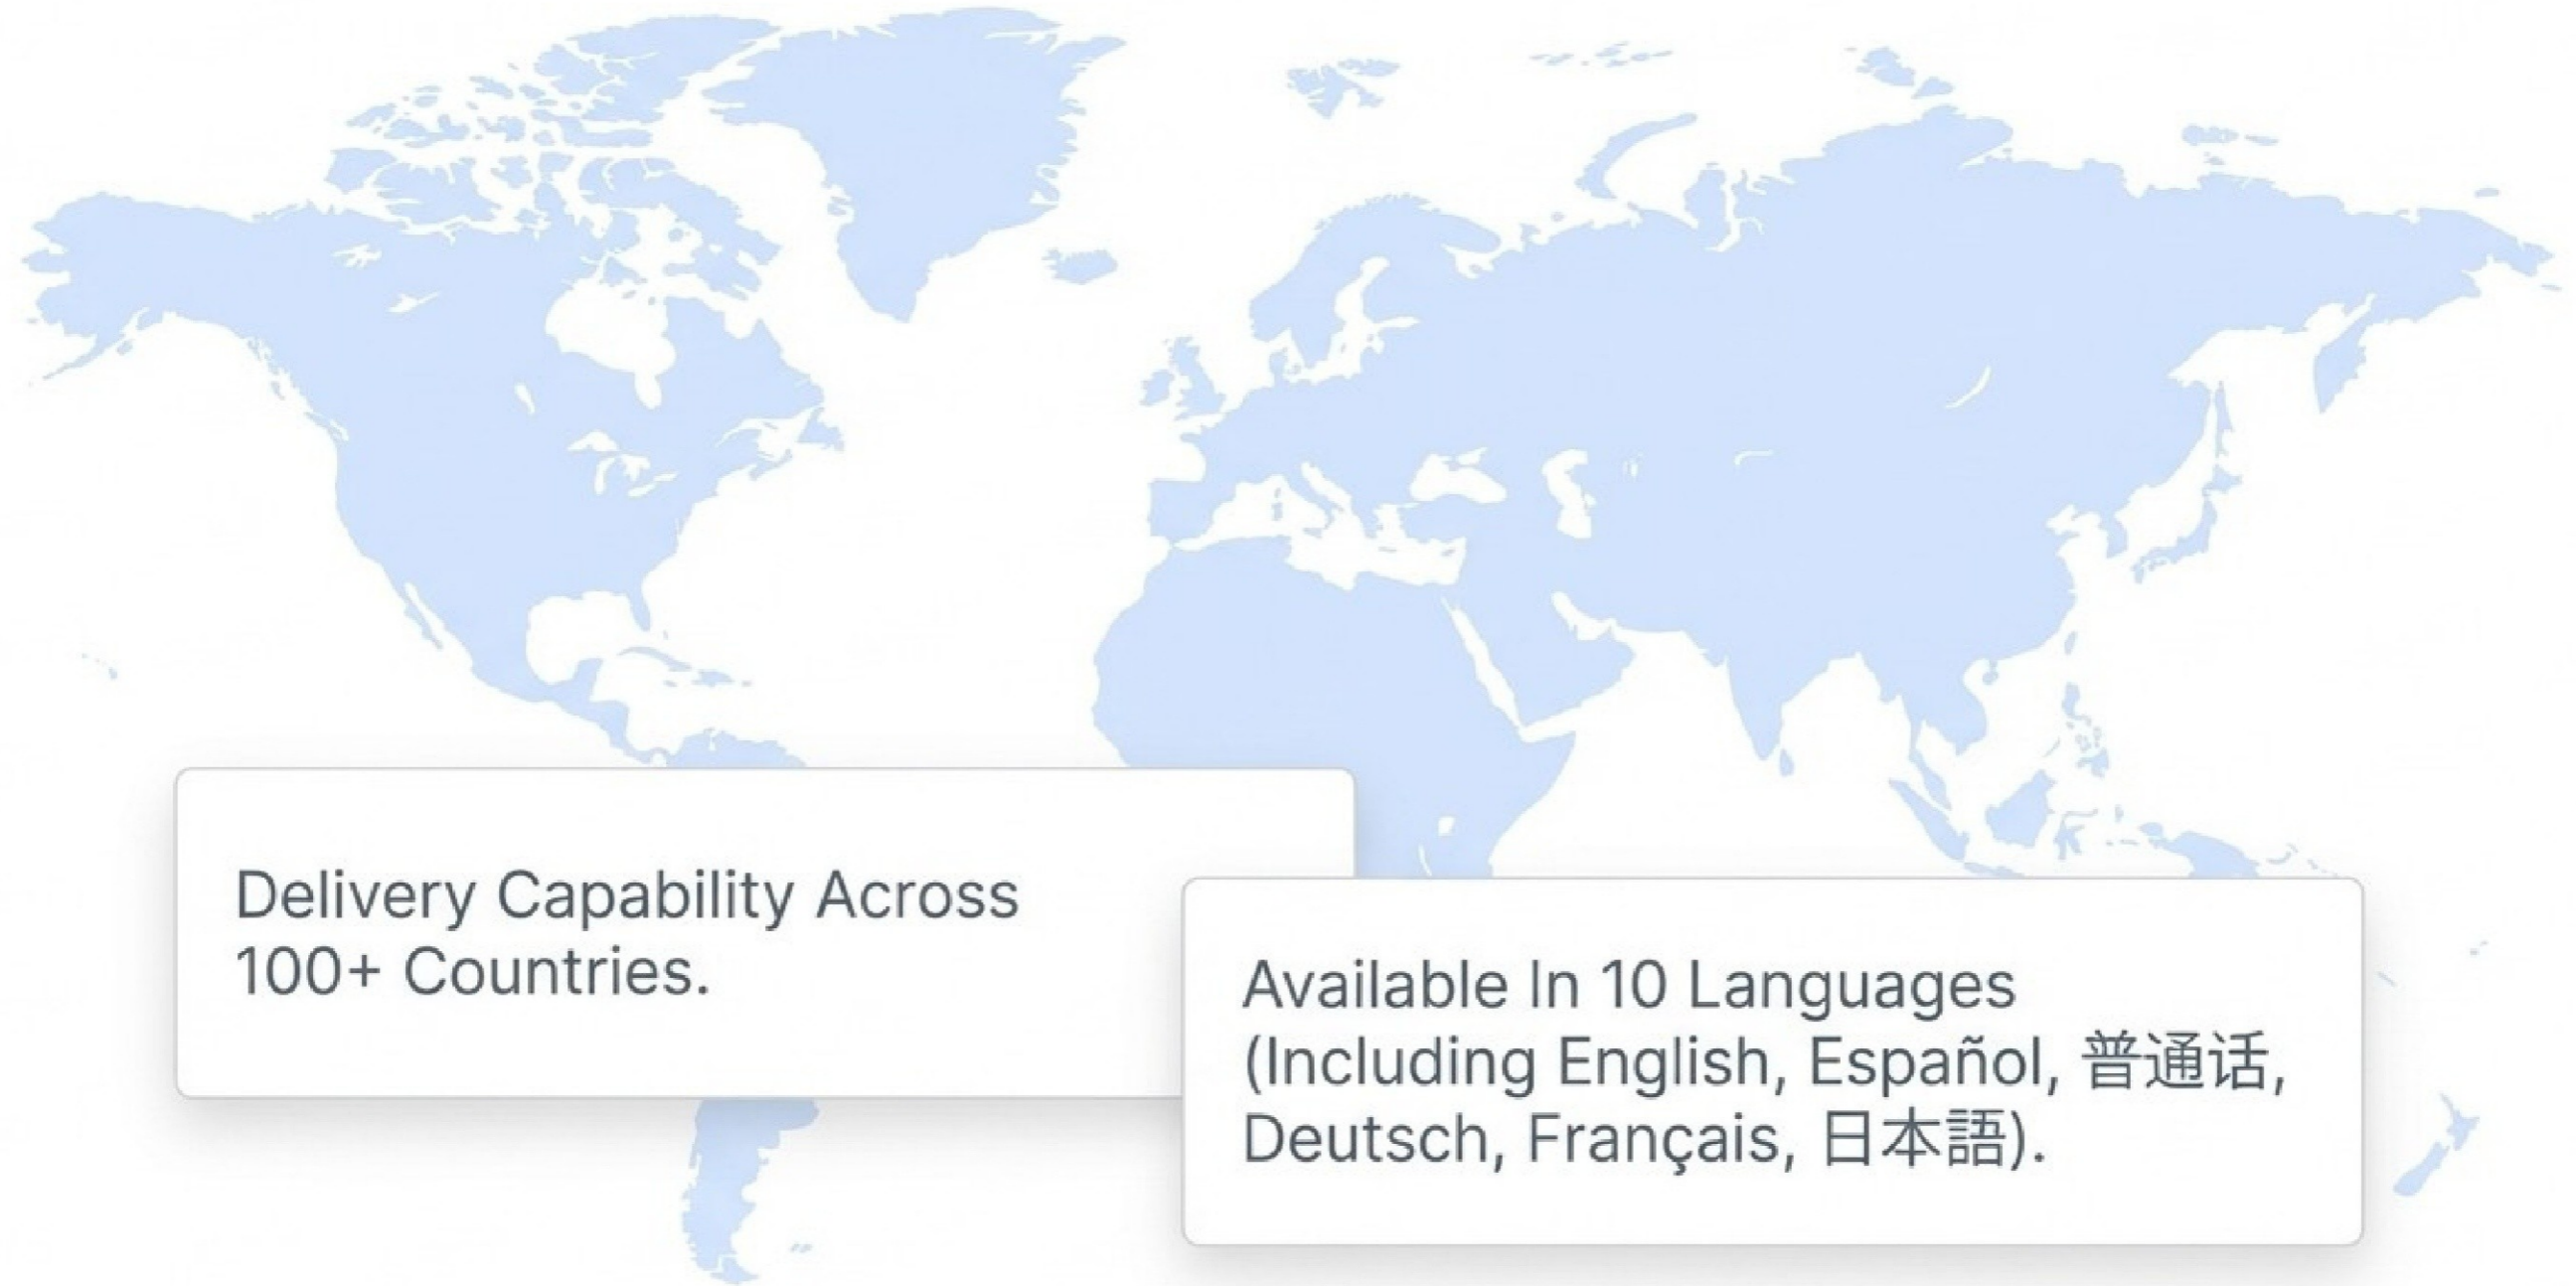 Delivery Capability Across
100+ Countries.
Available In 10 Languages
(Including English, Español, 普通话,
Deutsch, Français, 日本語).